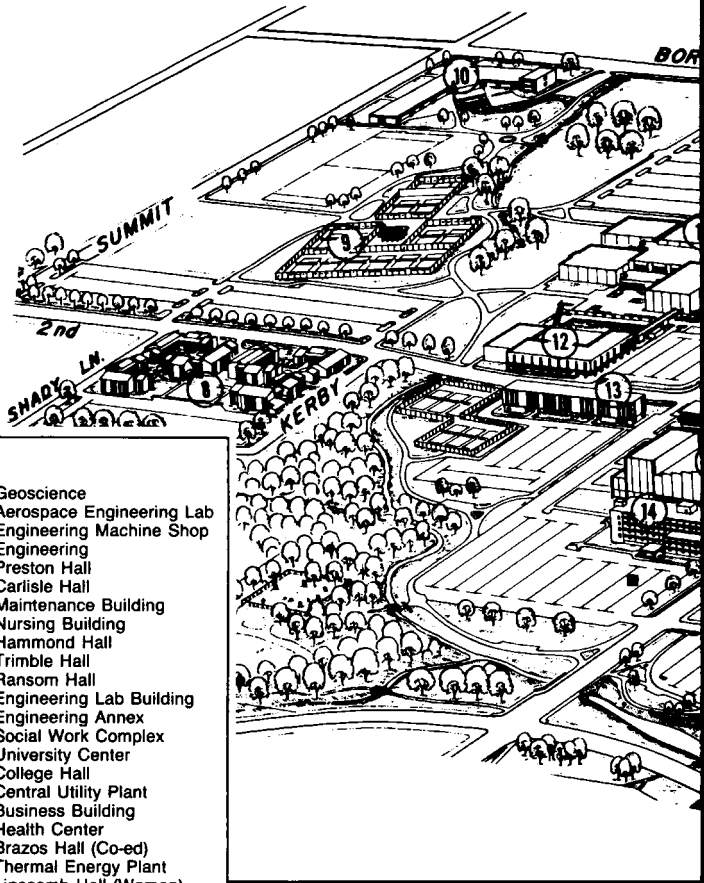 10
BOR
SUMMIT
9
2nd
12
SHADY LN.
8
KERBY
13
14
Geoscience
Aerospace Engineering Lab
Engineering Machine Shop
Engineering
Preston Hall
Carlisle Hall
Maintenance Building
Nursing Building
Hammond Hall
Trimble Hall
Ransom Hall
Engineering Lab Building
Engineering Annex
Social Work Complex
University Center
College Hall
Central Utility Plant
Business Building
Health Center
Brazos Hall (Co-ed)
Thermal Energy Plant
Lipscomb Hall (Women)